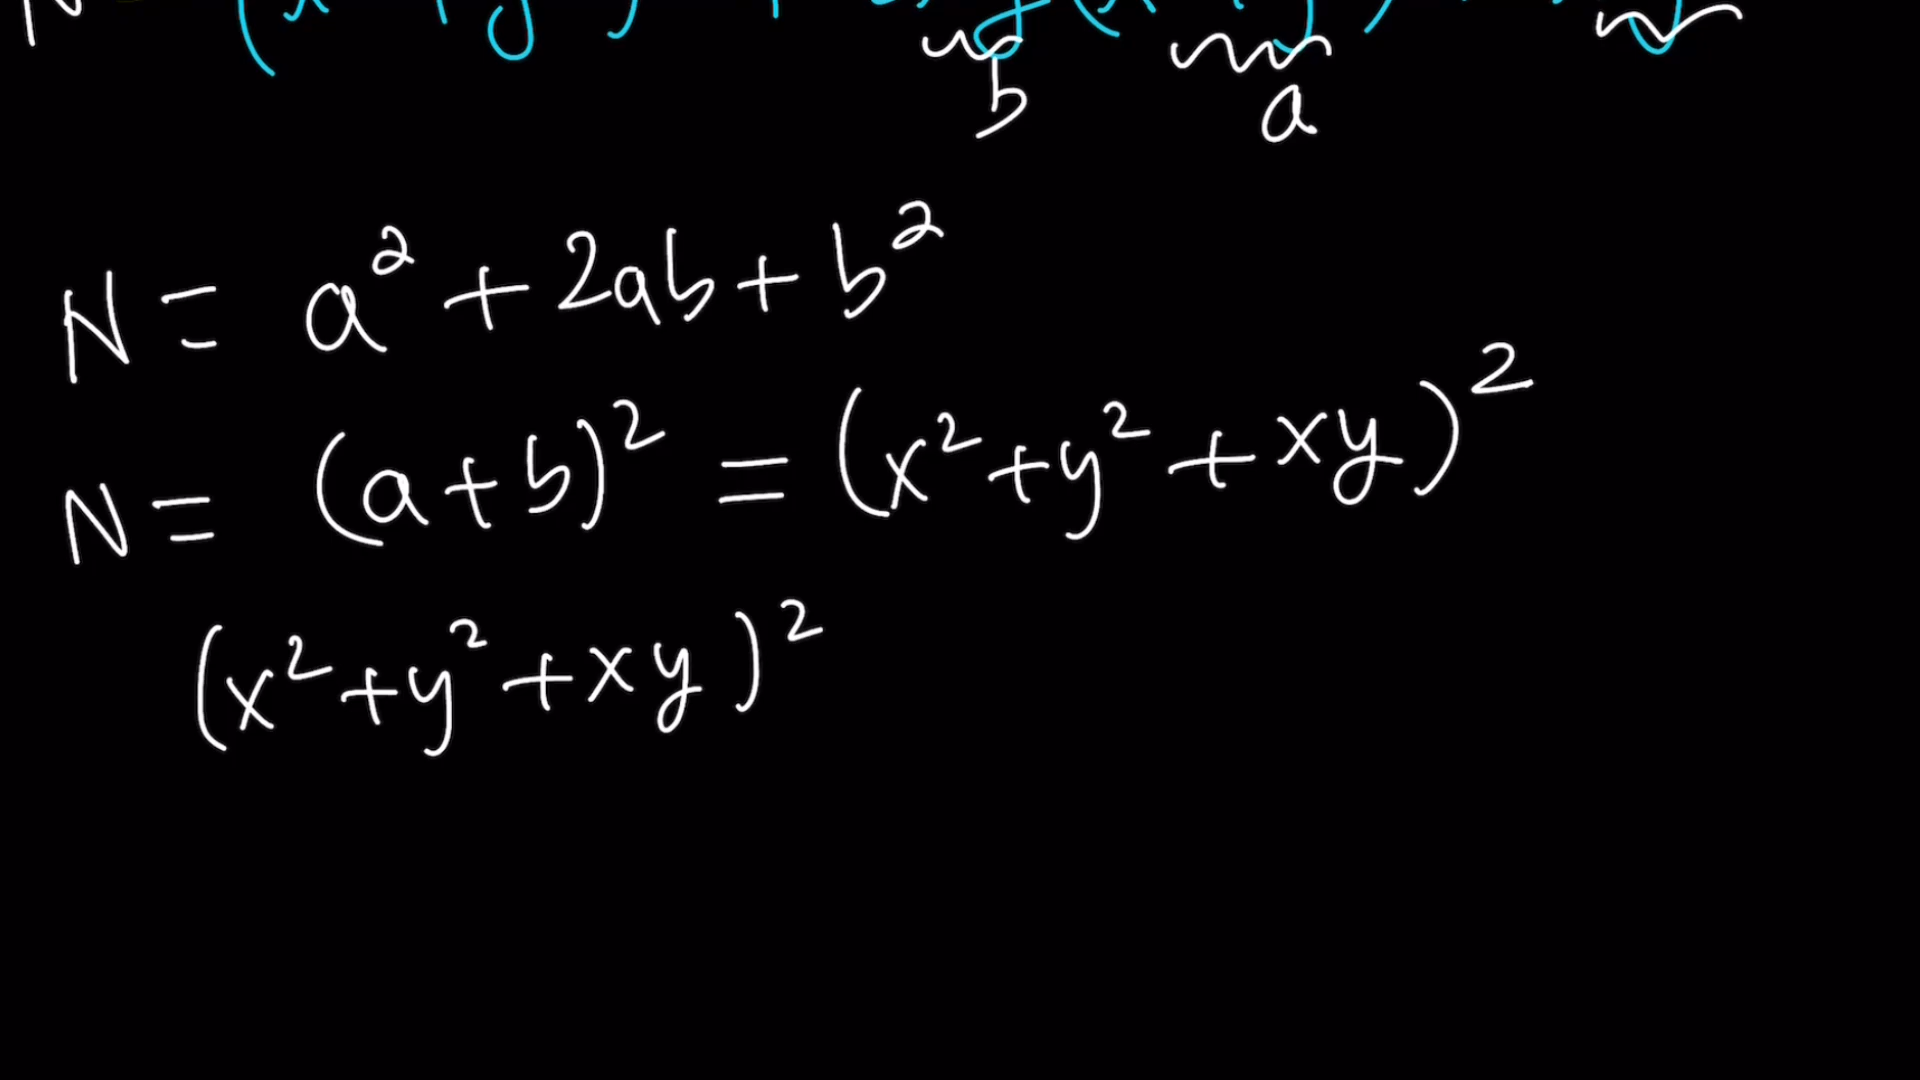 b a
N = a² + 2ab + b²
N = (a+b)² = (x²+y²+xy)²
(x²+y²+xy)²